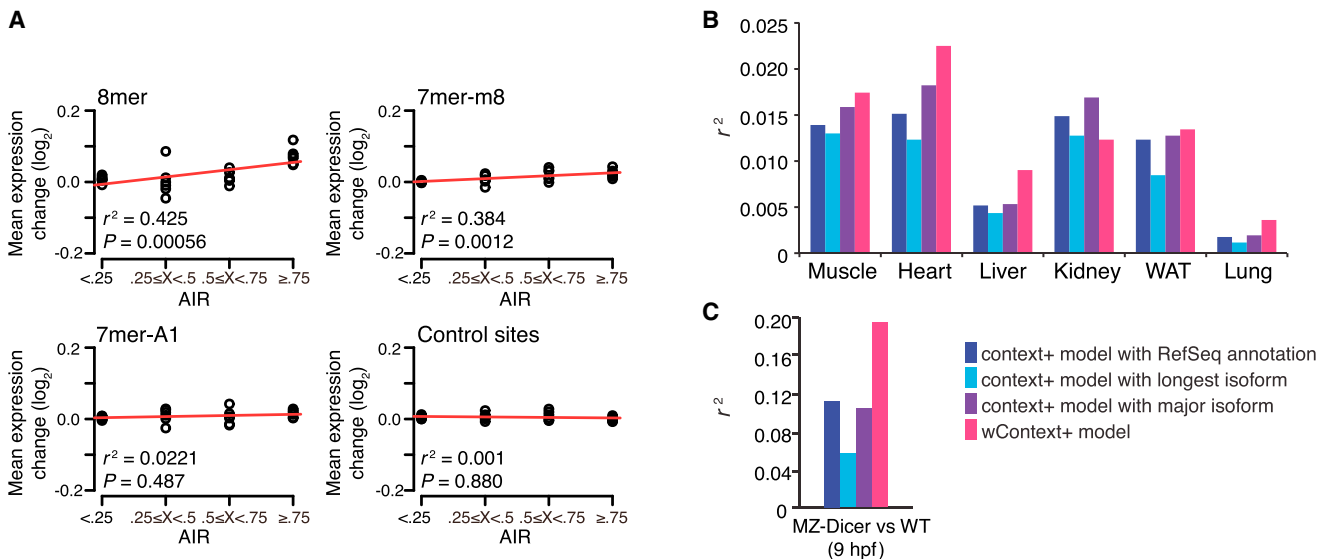 A
8mer
Mean expression
change (log2)
0.2
0.0
-0.2
r² = 0.425
P = 0.00056
<.25 .25≤X<.5 .5≤X<.75 ≥.75
AIR
7mer-m8
Mean expression
change (log2)
0.2
0.0
-0.2
r² = 0.384
P = 0.0012
<.25 .25≤X<.5 .5≤X<.75 ≥.75
AIR
7mer-A1
Mean expression
change (log2)
0.2
0.0
-0.2
r² = 0.0221
P = 0.487
<.25 .25≤X<.5 .5≤X<.75 ≥.75
AIR
Control sites
Mean expression
change (log2)
0.2
0.0
-0.2
r² = 0.001
P = 0.880
<.25 .25≤X<.5 .5≤X<.75 ≥.75
AIR
B
r²
0.025
0.020
0.015
0.010
0.005
0
Muscle Heart Liver Kidney WAT Lung
C
r²
0.20
0.16
0.12
0.08
0.04
0
MZ-Dicer vs WT
(9 hpf)
context+ model with RefSeq annotation
context+ model with longest isoform
context+ model with major isoform
wContext+ model